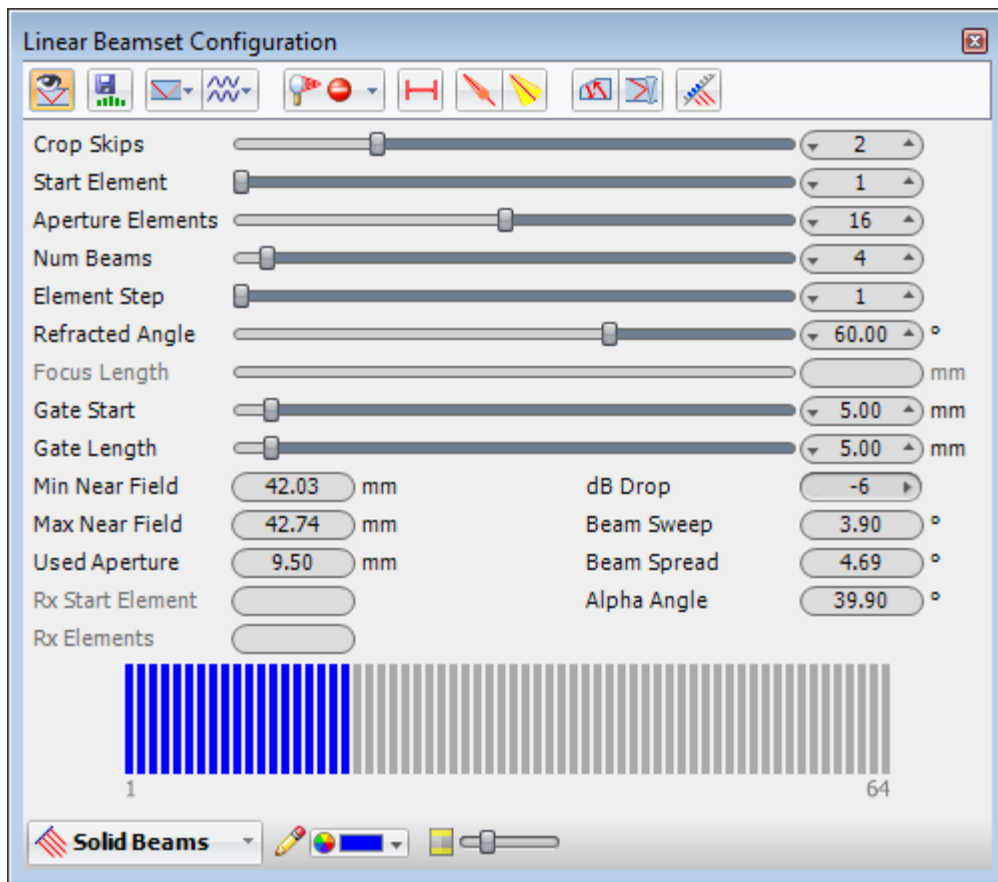 Linear Beamset Configuration
Crop Skips 2
Start Element 1
Aperture Elements 16
Num Beams 4
Element Step 1
Refracted Angle 60.00 °
Focus Length mm
Gate Start 5.00 mm
Gate Length 5.00 mm
Min Near Field 42.03 mm dB Drop -6
Max Near Field 42.74 mm Beam Sweep 3.90 °
Used Aperture 9.50 mm Beam Spread 4.69 °
Rx Start Element Alpha Angle 39.90 °
Rx Elements
1 64
Solid Beams